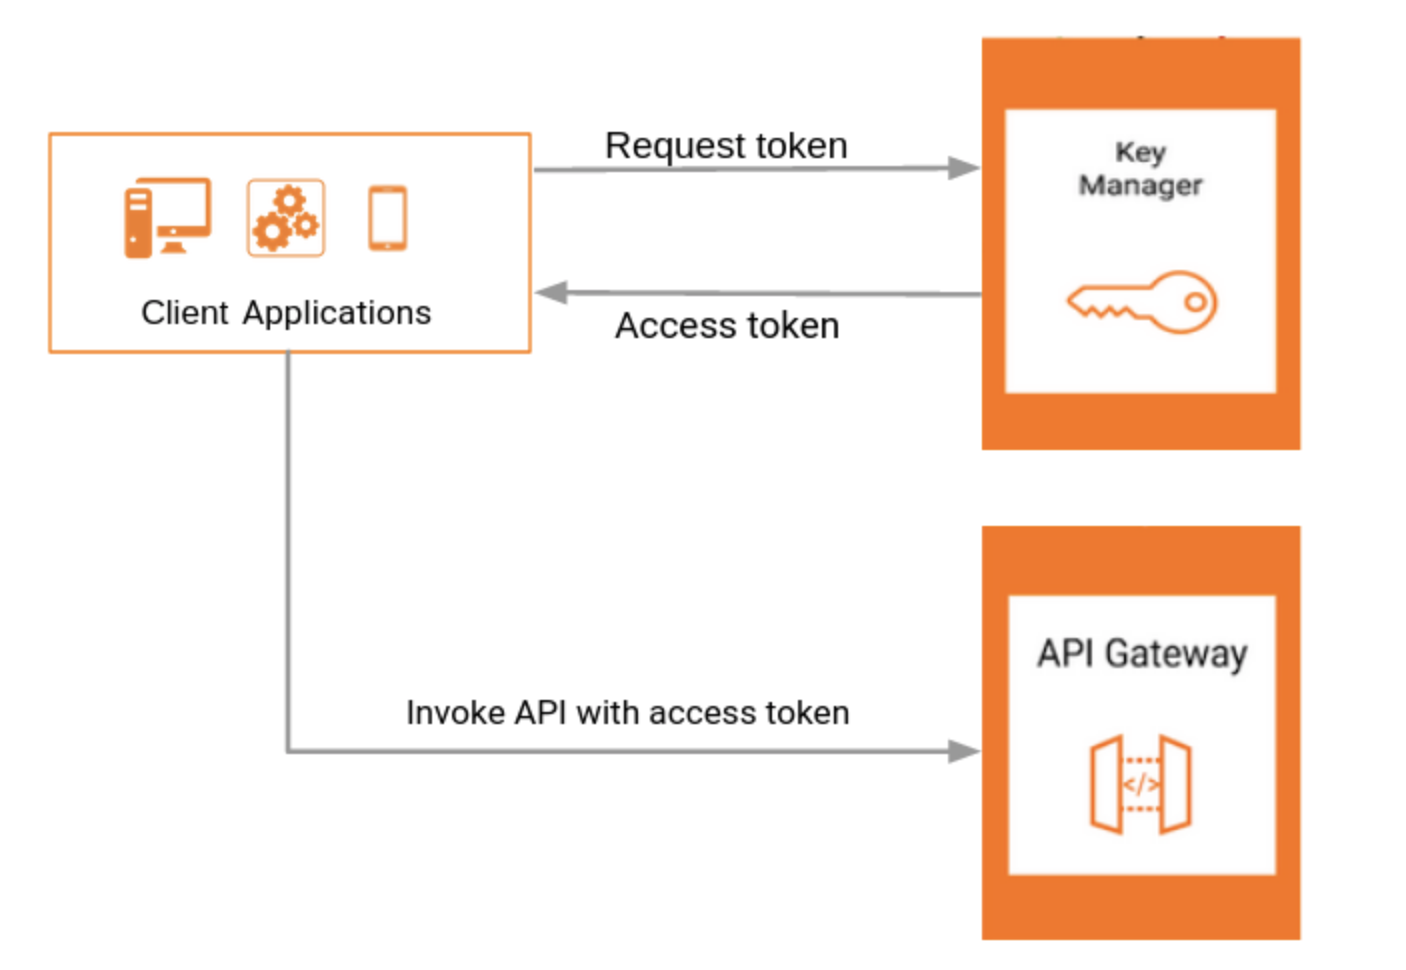 Request token
Key
Manager
Client Applications
Access token
API Gateway
Invoke API with access token
</>